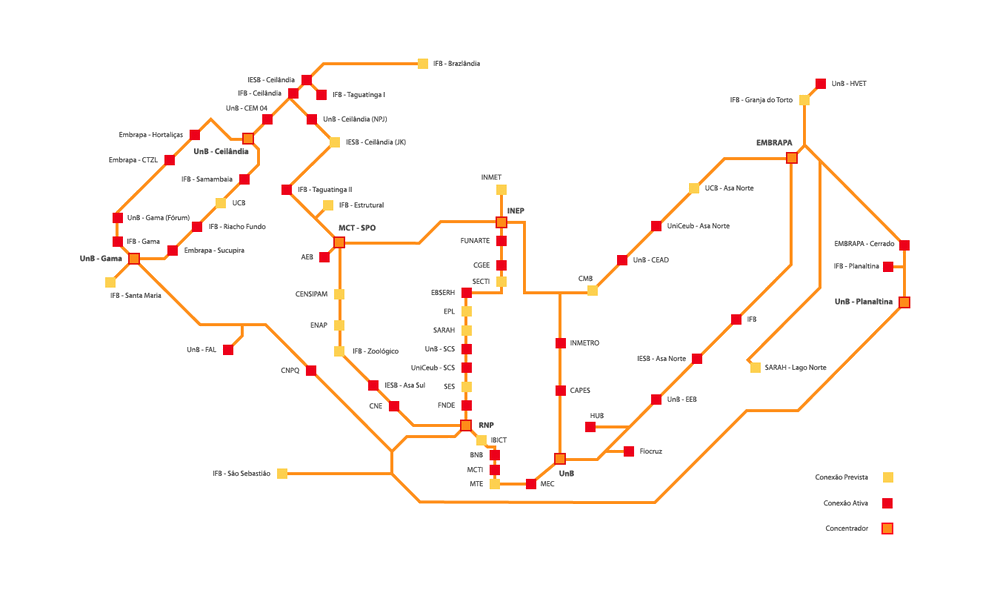 IFB - Brazlândia
IESB - Ceilândia
IFB - Ceilândia
IFB - Taguatinga I
UnB - CEM 04
UnB - Ceilândia (NPJ)
Embrapa - Hortaliças
UnB - Ceilândia
IESB - Ceilândia (JK)
Embrapa - CTZL
IFB - Samambaia
IFB - Taguatinga II
UCB
IFB - Estrutural
UnB - Gama (Fórum)
IFB - Riacho Fundo
MCT - SPO
IFB - Gama
Embrapa - Sucupira
UnB - Gama
AEB
IFB - Santa Maria
CENSIPAM
ENAP
UnB - FAL
IFB - Zoológico
CNPQ
IESB - Asa Sul
CNE
IFB - São Sebastião
INMET
INEP
FUNARTE
CGEE
SECTI
EBSERH
EPL
SARAH
UnB - SCS
UniCeub - SCS
SES
FNDE
RNP
IBICT
BNB
MCTI
MTE
MEC
UnB
CAPES
INMETRO
CMB
UnB - CEAD
UniCeub - Asa Norte
UCB - Asa Norte
EMBRAPA
IFB - Granja do Torto
UnB - HVET
EMBRAPA - Cerrado
IFB - Planaltina
UnB - Planaltina
IFB
IESB - Asa Norte
SARAH - Lago Norte
UnB - EEB
HUB
Fiocruz
Conexão Prevista
Conexão Ativa
Concentrador